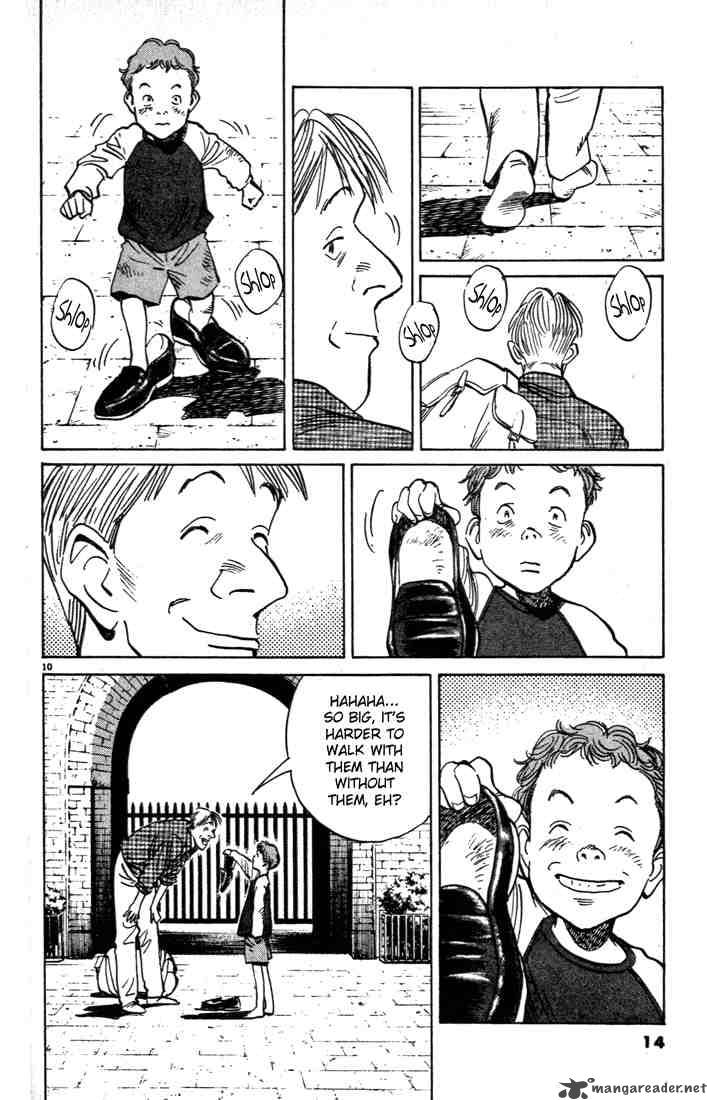 Shlop
Shlop
Shlop
Shlop
Shlop
10
HAHAHA...
SO BIG, IT'S
HARDER TO
WALK WITH
THEM THAN
WITHOUT
THEM, EH?
14
mangareader.net